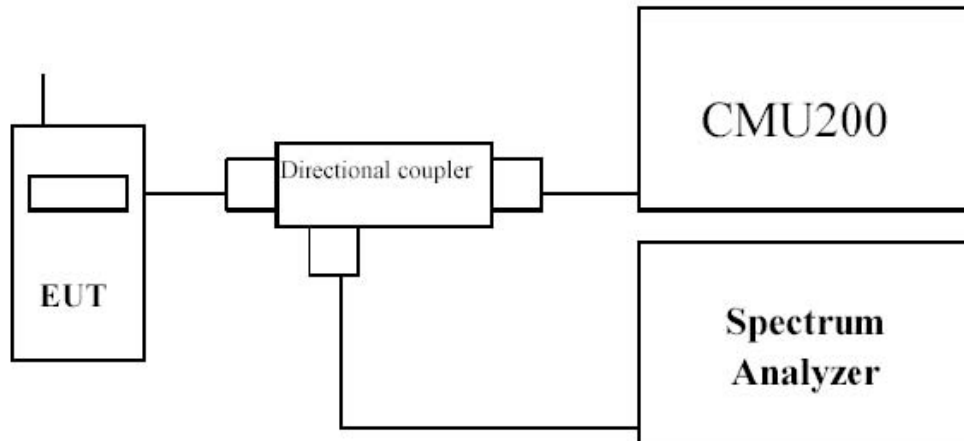 CMU200
Directional coupler
EUT
Spectrum
Analyzer